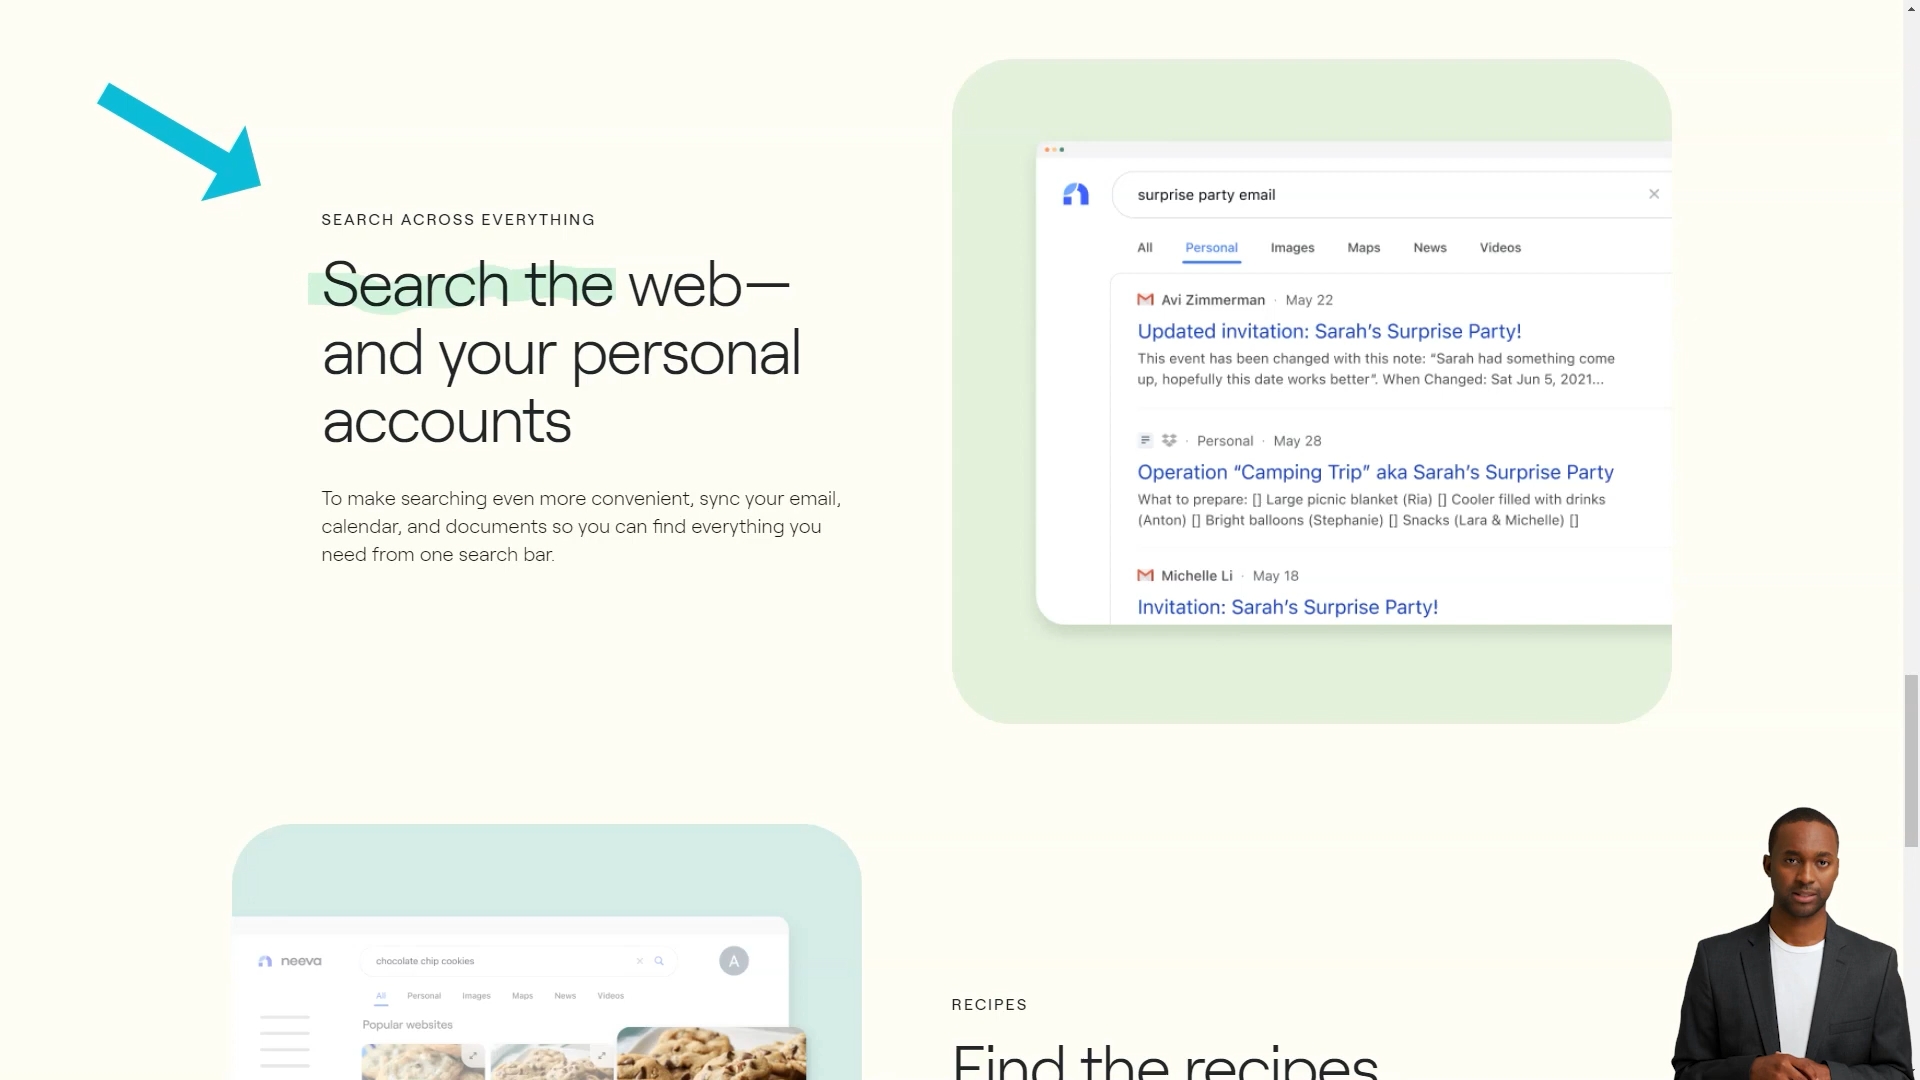 SEARCH ACROSS EVERYTHING
Search the web—
and your personal
accounts
To make searching even more convenient, sync your email,
calendar, and documents so you can find everything you
need from one search bar.
surprise party email
All Personal Images Maps News Videos
Avi Zimmerman · May 22
Updated invitation: Sarah’s Surprise Party!
This event has been changed with this note: “Sarah had something come
up, hopefully this date works better”. When Changed: Sat Jun 5, 2021...
· Personal · May 28
Operation “Camping Trip” aka Sarah’s Surprise Party
What to prepare: [] Large picnic blanket (Ria) [] Cooler filled with drinks
(Anton) [] Bright balloons (Stephanie) [] Snacks (Lara & Michelle) []
Michelle Li · May 18
Invitation: Sarah’s Surprise Party!
neeva
chocolate chip cookies
A
All Personal Images Maps News Videos
Popular websites
RECIPES
Find the recipes